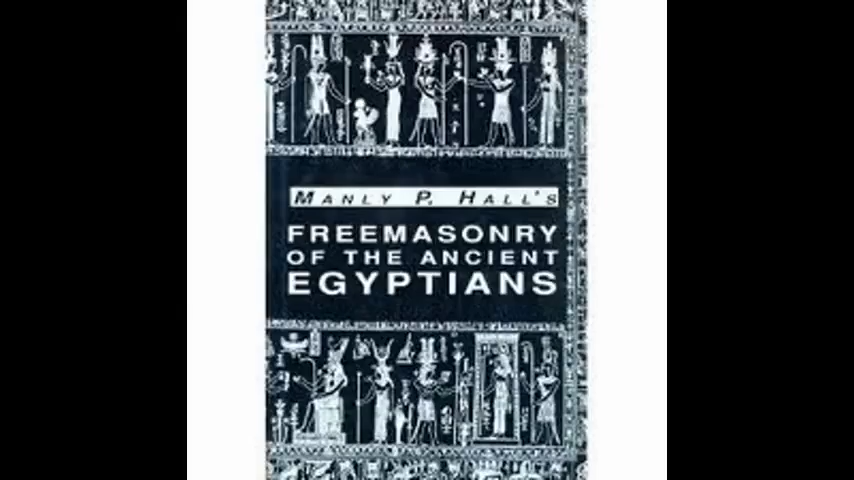 MANLY P. HALL'S
FREEMASONRY
OF THE ANCIENT
EGYPTIANS